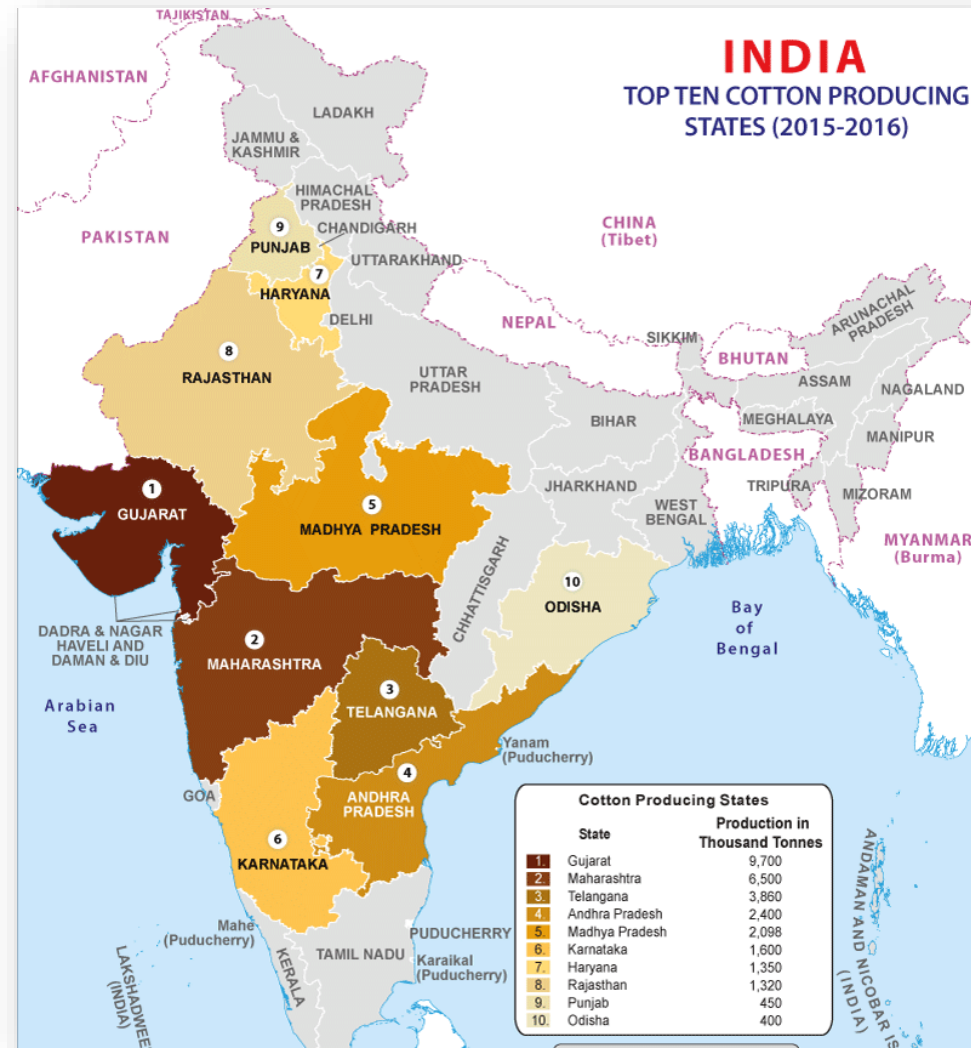 TAJIKISTAN
INDIA
TOP TEN COTTON PRODUCING
STATES (2015-2016)
AFGHANISTAN
LADAKH
JAMMU &
KASHMIR
HIMACHAL
PRADESH
PAKISTAN
9
PUNJAB
CHANDIGARH
CHINA
(Tibet)
UTTARAKHAND
7
HARYANA
DELHI
NEPAL
SIKKIM
BHUTAN
ARUNACHAL
PRADESH
8
RAJASTHAN
UTTAR
PRADESH
ASSAM
NAGALAND
BIHAR
MEGHALAYA
MANIPUR
BANGLADESH
1
GUJARAT
5
MADHYA PRADESH
JHARKHAND
WEST
BENGAL
TRIPURA
MIZORAM
MYANMAR
(Burma)
CHHATTISGARH
10
ODISHA
Bay
of
Bengal
DADRA & NAGAR
HAVELI AND
DAMAN & DIU
2
MAHARASHTRA
Arabian
Sea
3
TELANGANA
Yanam
(Puducherry)
4
ANDHRA
PRADESH
GOA
6
KARNATAKA
Cotton Producing States
State Production in
Thousand Tonnes
1. Gujarat 9,700
2. Maharashtra 6,500
3. Telangana 3,860
4. Andhra Pradesh 2,400
5. Madhya Pradesh 2,098
6. Karnataka 1,600
7. Haryana 1,350
8. Rajasthan 1,320
9. Punjab 450
10. Odisha 400
Mahe
(Puducherry)
PUDUCHERRY
TAMIL NADU
Karaikal
(Puducherry)
KERALA
LAKSHADWEE
(INDIA)
ANDAMAN AND NICOBAR IS
(INDIA)